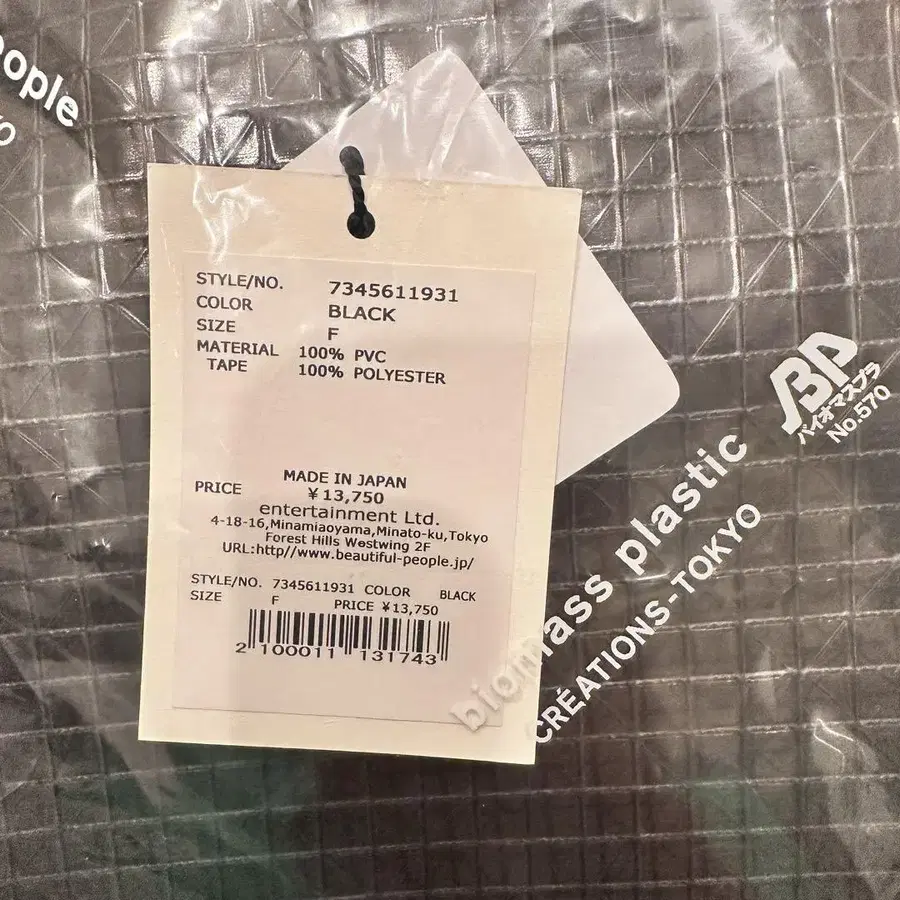 eople
YO
STYLE/NO. 7345611931
COLOR BLACK
SIZE F
MATERIAL 100% PVC
TAPE 100% POLYESTER
MADE IN JAPAN
PRICE ¥13,750
entertainment Ltd.
4-18-16,Minamiaoyama,Minato-ku,Tokyo
Forest Hills Westwing 2F
URL:http//www.beautiful-people.jp/
STYLE/NO. 7345611931 COLOR BLACK
SIZE F PRICE ¥13,750
2 100011 131743
BP
バイオマスプラ
No.570
biomass plastic
CRÉATIONS-TOKYO